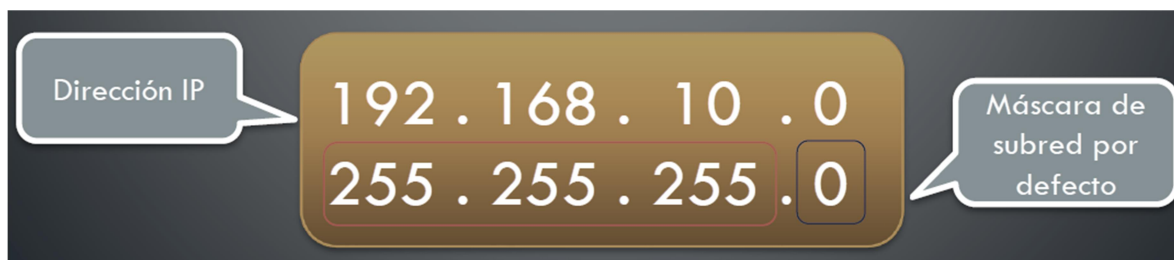 Dirección IP
192 . 168 . 10 . 0
255 . 255 . 255 . 0
Máscara de
subred por
defecto